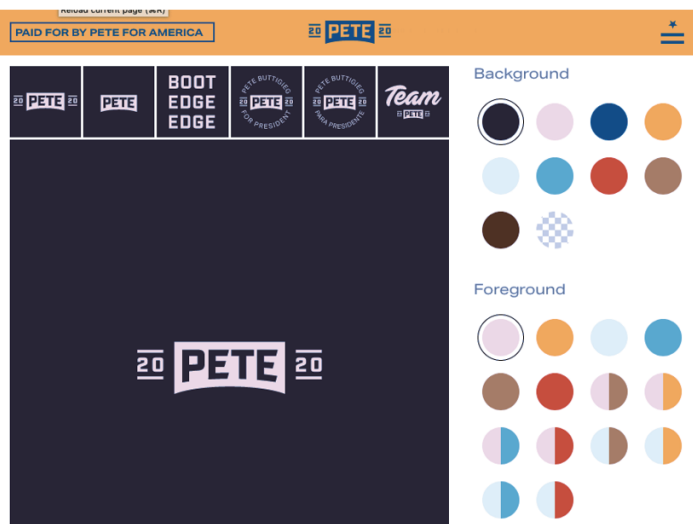 Reload current page (⌘R)
PAID FOR BY PETE FOR AMERICA
20 PETE 20
20 PETE 20
PETE
BOOT
EDGE
EDGE
PETE BUTTIGIEG
20 PETE 20
FOR PRESIDENT
PETE BUTTIGIEG
20 PETE 20
PARA PRESIDENTE
Team
PETE
Background
20 PETE 20
Foreground